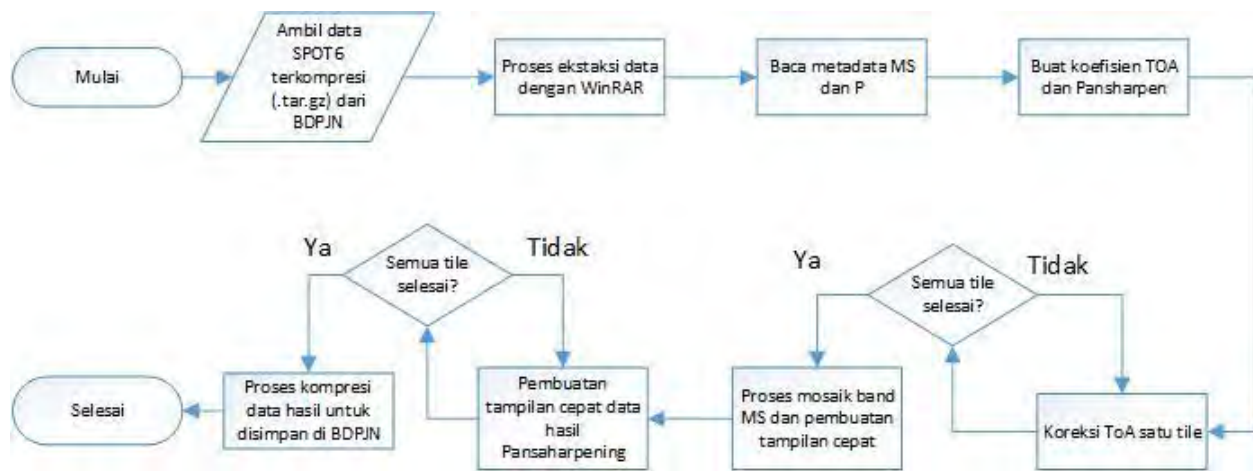 Mulai
Ambil data
SPOT6
terkompresi
(.tar.gz) dari
BDPJN
Proses ekstaksi data
dengan WinRAR
Baca metadata MS
dan P
Buat koefisien TOA
dan Pansharpen
Koreksi ToA satu tile
Semua tile
selesai?
Tidak
Ya
Proses mosaik band
MS dan pembuatan
tampilan cepat
Pembuatan
tampilan cepat data
hasil
Pansaharpening
Semua tile
selesai?
Tidak
Ya
Proses kompresi
data hasil untuk
disimpan di BDPJN
Selesai